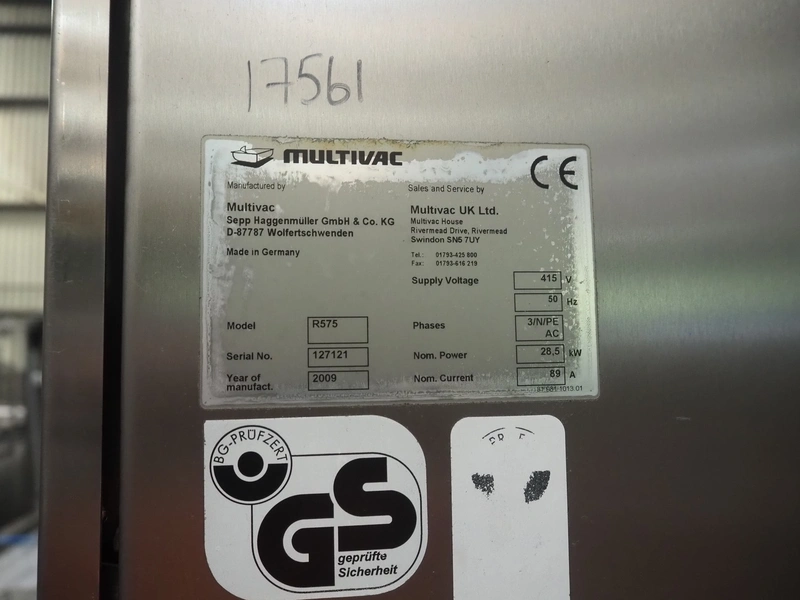 17561
MULTIVAC
CE
Manufactured by
Multivac
Sepp Haggenmüller GmbH & Co. KG
D-87787 Wolfertschwenden
Made in Germany
Sales and Service by
Multivac UK Ltd.
Multivac House
Rivermead Drive, Rivermead
Swindon SN5 7UY
Tel.: 01793-425 800
Fax: 01793-616 219
Supply Voltage 415 V
50 Hz
Model R575
Phases 3/N/PE
AC
Serial No. 127121
Nom. Power 28,5 kW
Year of
manufact. 2009
Nom. Current 89 A
BG-PRÜFZERT
GS
geprüfte
Sicherheit